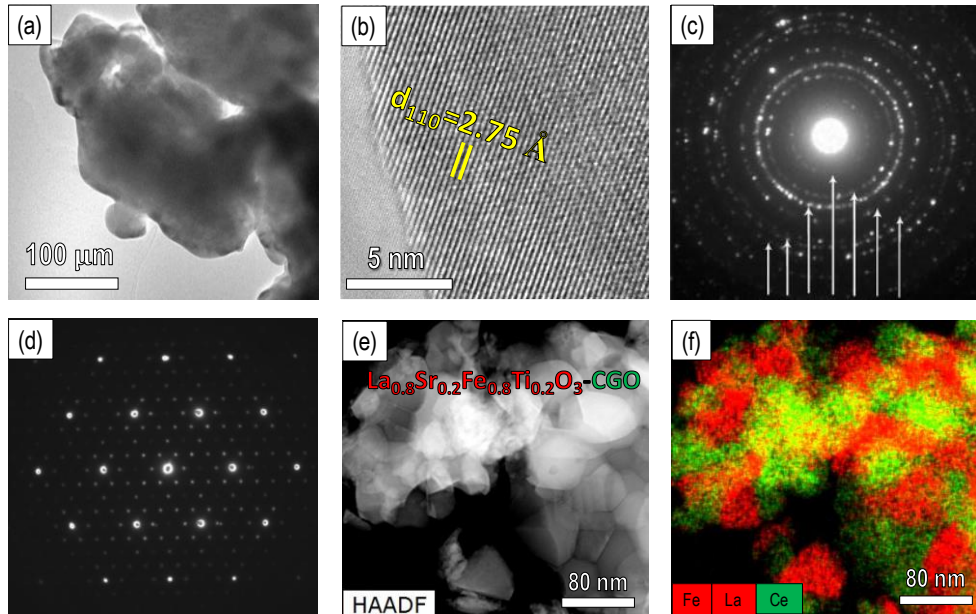 (a)
100 μm
(b)
d₁₁₀=2.75 Å
5 nm
(c)
(d)
(e)
La₀.₈Sr₀.₂Fe₀.₈Ti₀.₂O₃-CGO
HAADF
80 nm
(f)
Fe La Ce
80 nm